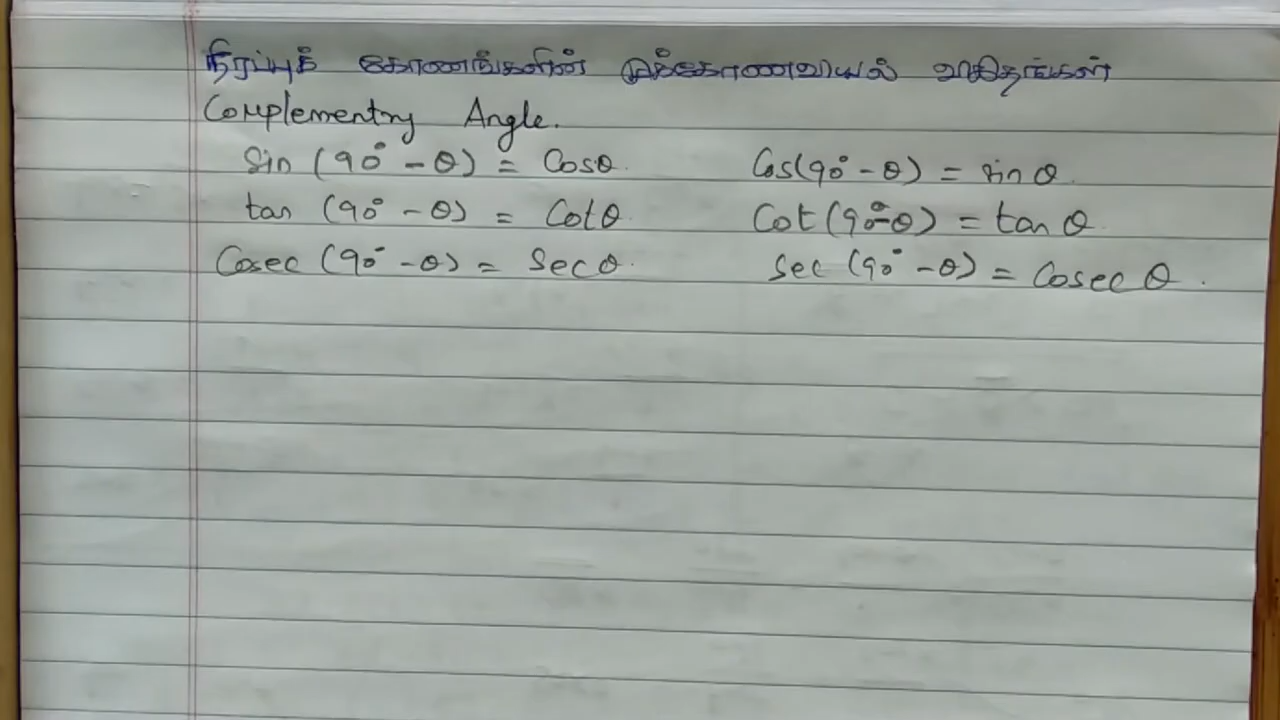 நிரப்புக் கோணங்களின் முக்கோணவியல் விகிதங்கள்
Complementry Angle.
Sin (90° - θ) = Cosθ. Cos(90° - θ) = sin θ.
tan (90° - θ) = Cotθ Cot (90°-θ) = tan θ
Cosec (90° - θ) = Secθ. Sec (90° - θ) = Cosec θ .